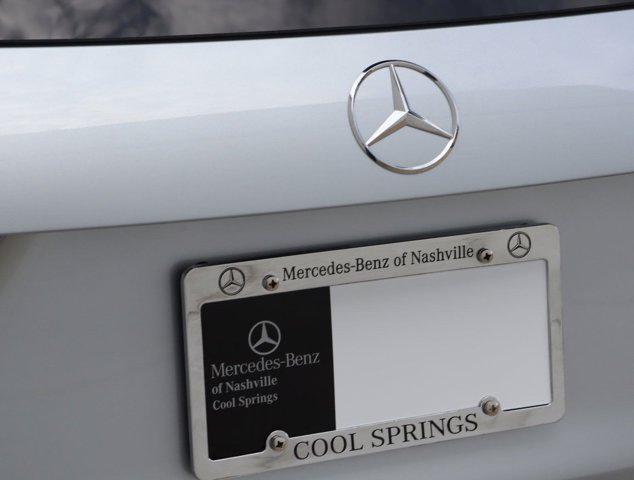 Mercedes-Benz of Nashville
Mercedes-Benz
of Nashville
Cool Springs
COOL SPRINGS